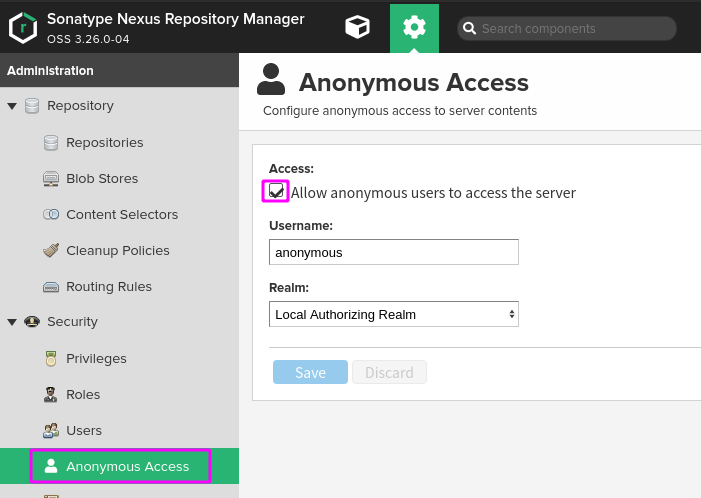 Sonatype Nexus Repository Manager
OSS 3.26.0-04
Search components
Administration
Repository
Repositories
Blob Stores
Content Selectors
Cleanup Policies
Routing Rules
Security
Privileges
Roles
Users
Anonymous Access
Anonymous Access
Configure anonymous access to server contents
Access:
Allow anonymous users to access the server
Username:
anonymous
Realm:
Local Authorizing Realm
Save Discard